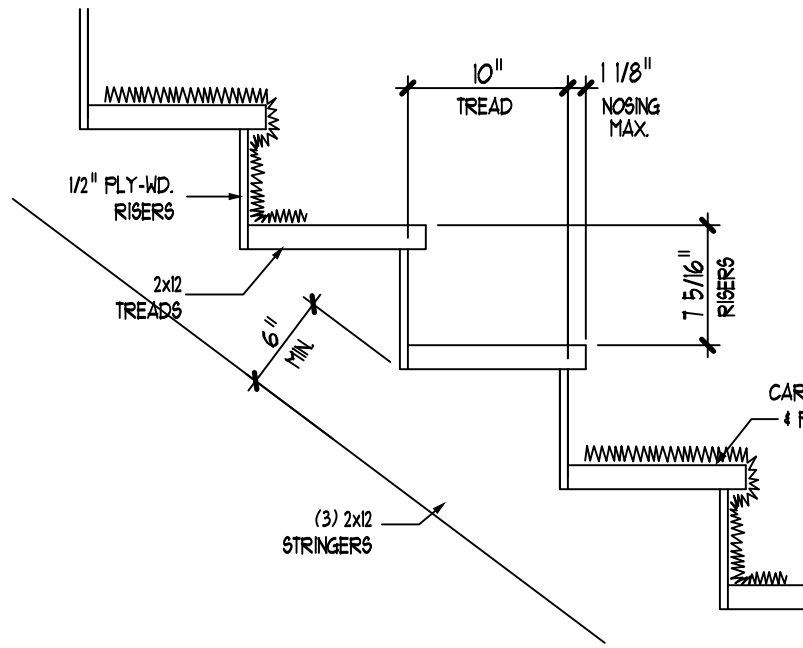 10"
TREAD
1 1/8"
NOSING
MAX.
1/2" PLY-WD.
RISERS
2x12
TREADS
6"
MIN.
7 5/16"
RISERS
(3) 2x12
STRINGERS